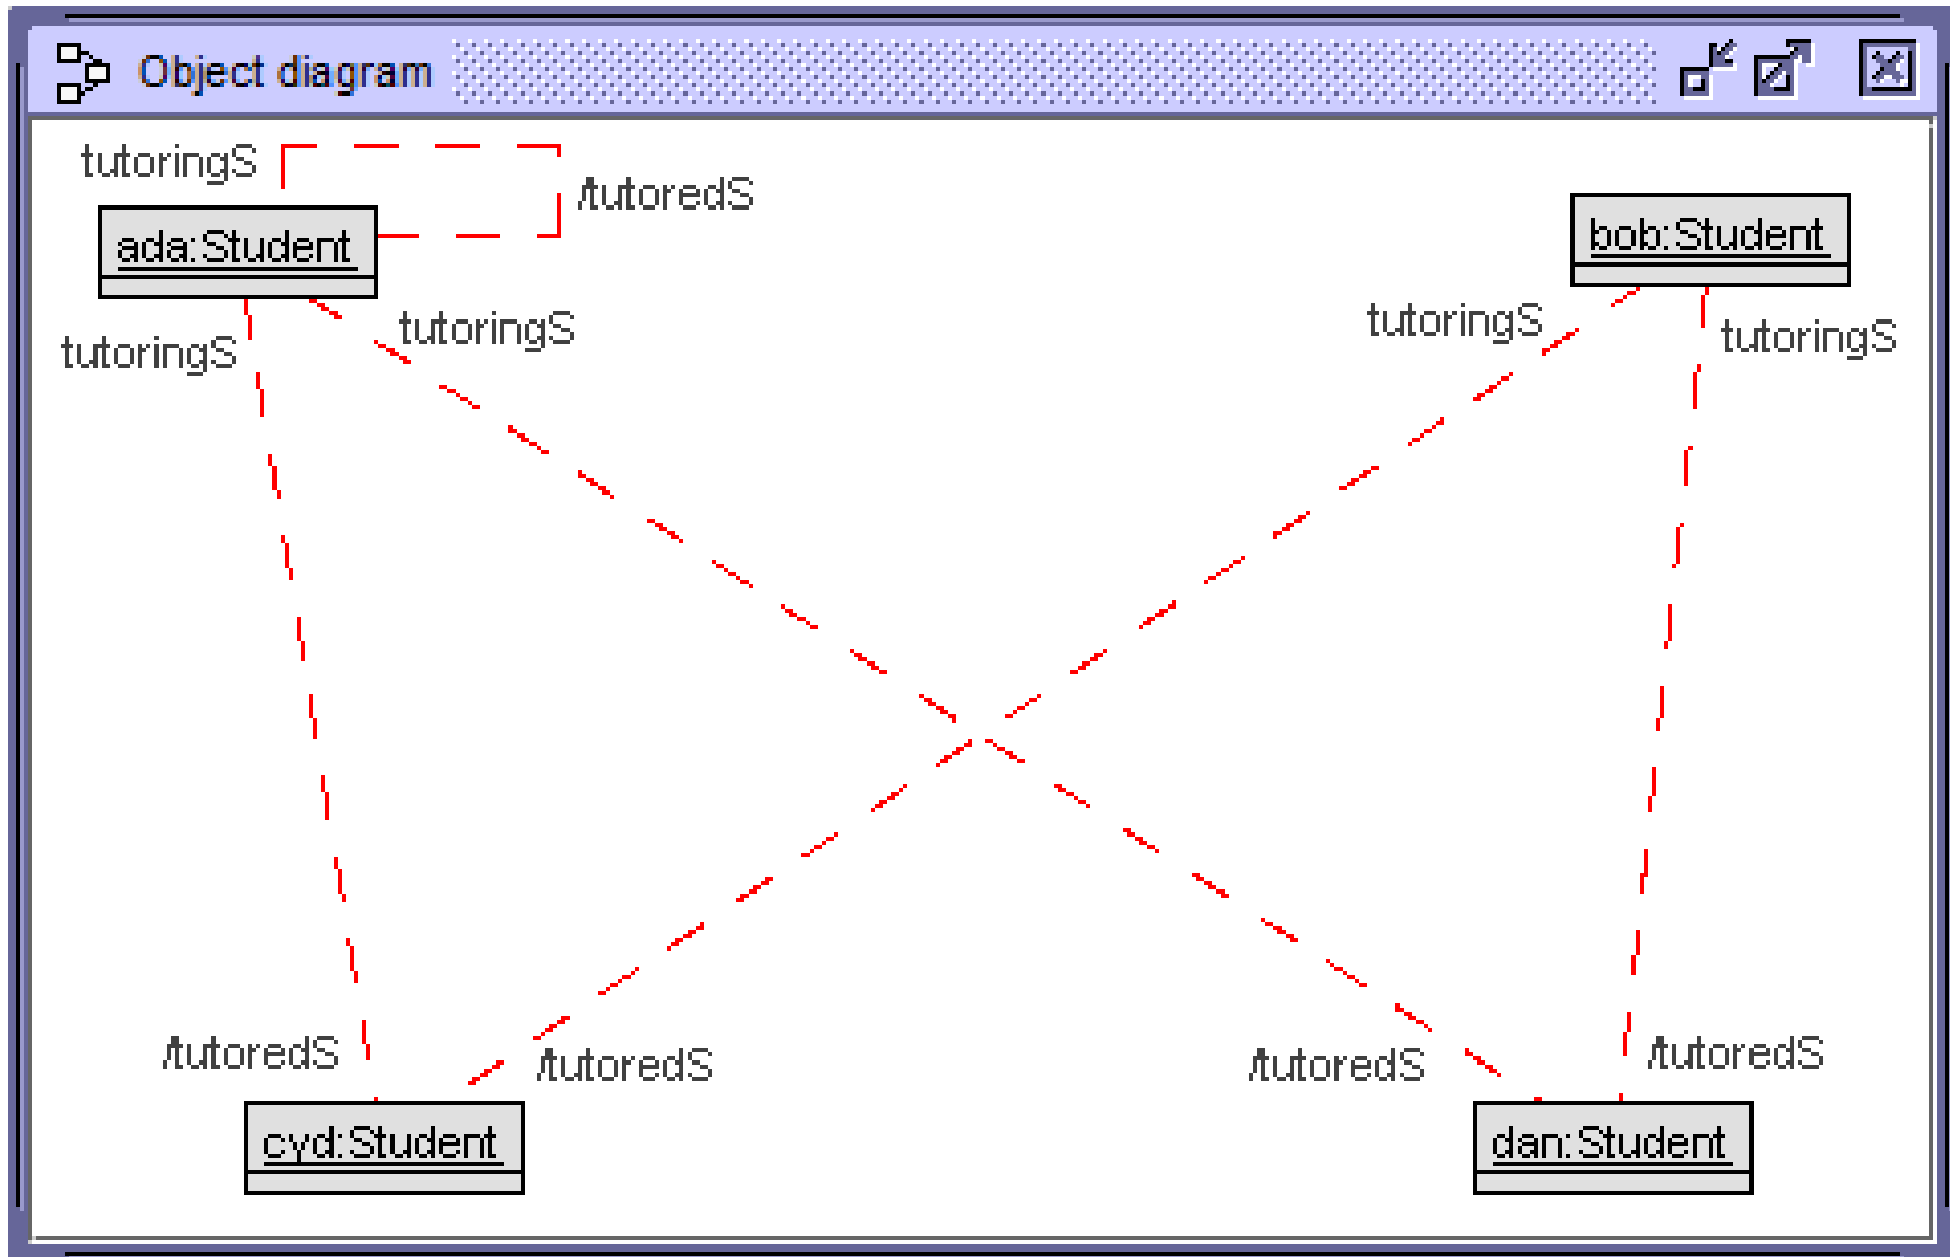 Object diagram
tutoringS
/tutoredS
ada:Student
bob:Student
tutoringS
tutoringS
tutoringS
tutoringS
/tutoredS
/tutoredS
/tutoredS
/tutoredS
cyd:Student
dan:Student